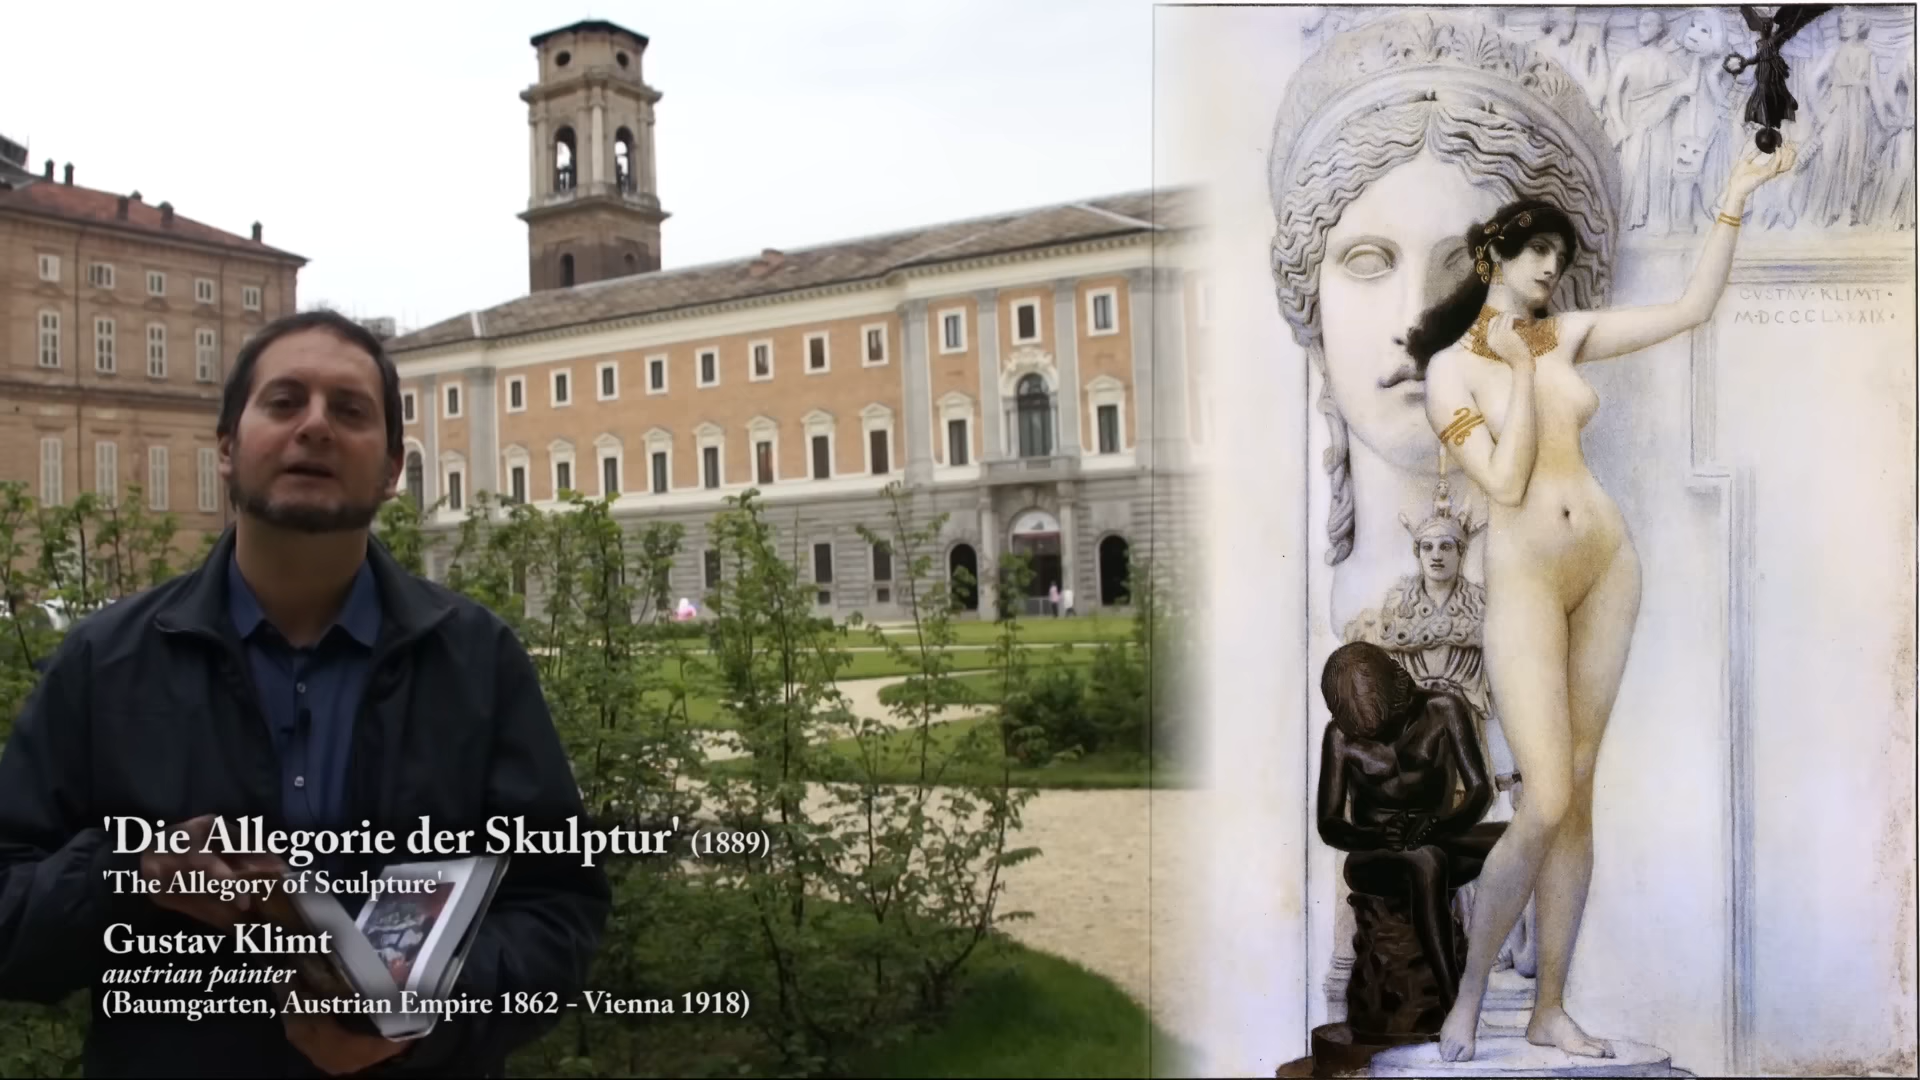 'Die Allegorie der Skulptur' (1889)
'The Allegory of Sculpture'
Gustav Klimt
austrian painter
(Baumgarten, Austrian Empire 1862 - Vienna 1918)
GVSTAV·KLIMT·
M·DCCCLXXXIX·